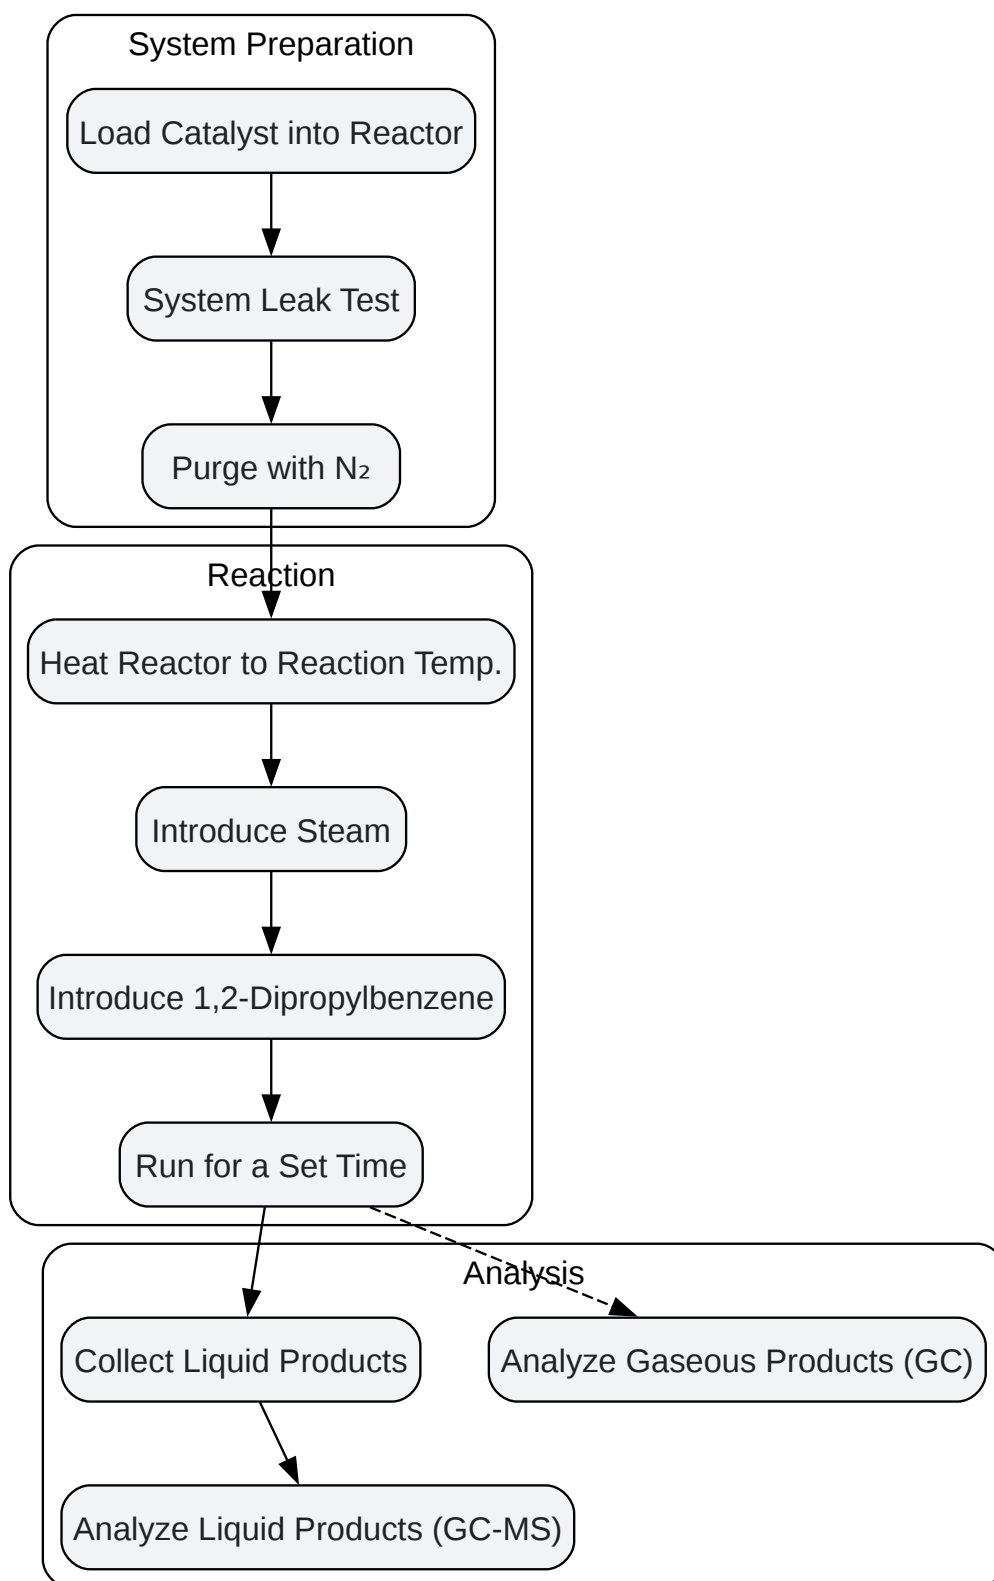 System Preparation
Load Catalyst into Reactor
System Leak Test
Purge with N₂
Reaction
Heat Reactor to Reaction Temp.
Introduce Steam
Introduce 1,2-Dipropylbenzene
Run for a Set Time
Analysis
Collect Liquid Products
Analyze Gaseous Products (GC)
Analyze Liquid Products (GC-MS)